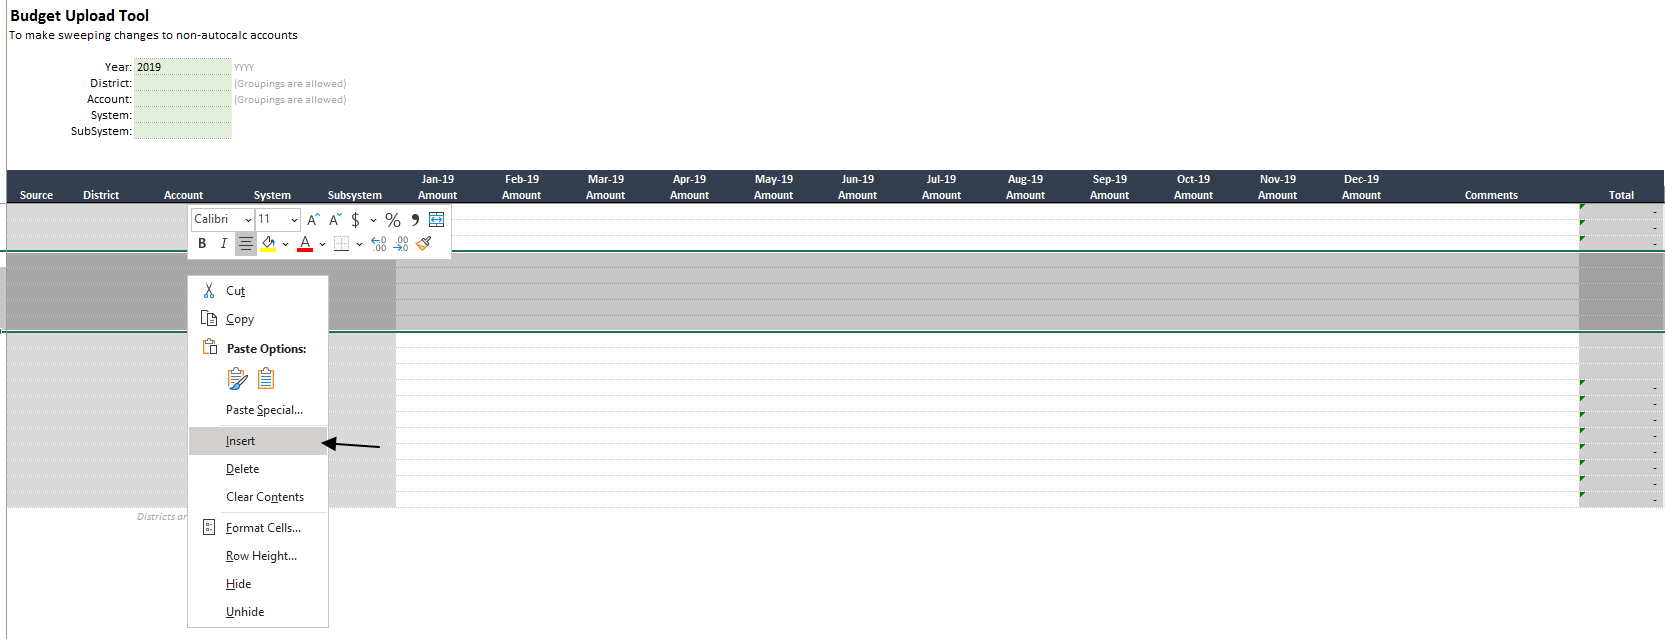 Budget Upload Tool
To make sweeping changes to non-autocalc accounts
Year: 2019 YYYY
District: (Groupings are allowed)
Account: (Groupings are allowed)
System:
SubSystem:
Jan-19 Feb-19 Mar-19 Apr-19 May-19 Jun-19 Jul-19 Aug-19 Sep-19 Oct-19 Nov-19 Dec-19
Source District Account System Subsystem Amount Amount Amount Amount Amount Amount Amount Amount Amount Amount Amount Amount Comments Total
Calibri 11 A A $ % ,
-
-
B I A ←0 .00 .00 →0
-
Cut
Copy
Paste Options:
Paste Special...
-
-
-
Insert
-
Delete
-
-
Clear Contents
-
-
Districts ar
Format Cells...
Row Height...
Hide
Unhide